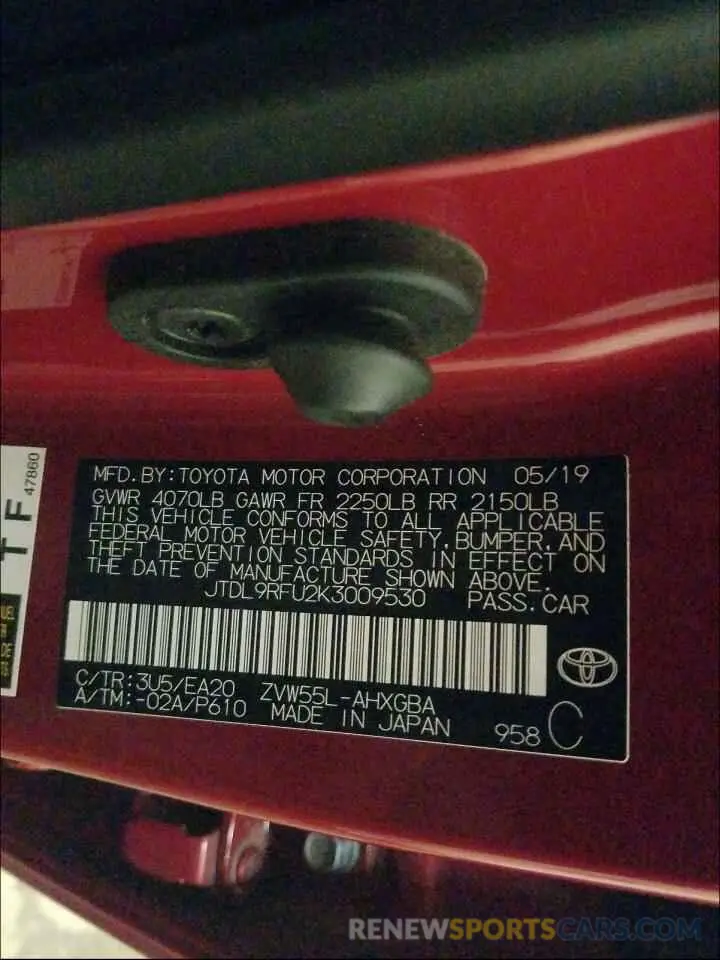 MFD.BY:TOYOTA MOTOR CORPORATION 05/19
GVWR 4070LB GAWR FR 2250LB RR 2150LB
THIS VEHICLE CONFORMS TO ALL APPLICABLE
FEDERAL MOTOR VEHICLE SAFETY, BUMPER, AND
THEFT PREVENTION STANDARDS IN EFFECT ON
THE DATE OF MANUFACTURE SHOWN ABOVE.
JTDL9RFU2K3009530 PASS.CAR
C/TR:3U5/EA20 ZVW55L-AHXGBA
A/TM:-02A/P610 MADE IN JAPAN
958 C
TF
47860
RENEWSPORTSCARS.COM